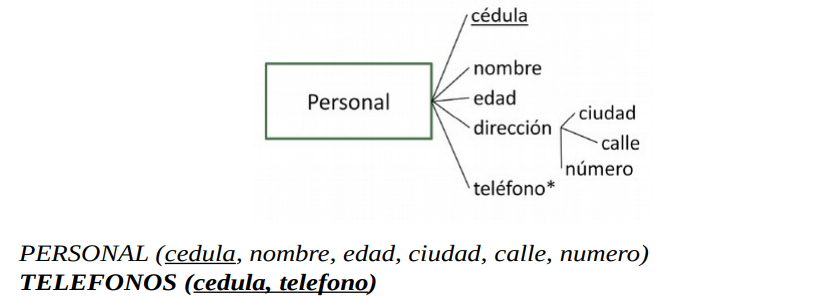 cédula
nombre
Personal
edad
ciudad
dirección
calle
número
teléfono*
PERSONAL (cedula, nombre, edad, ciudad, calle, numero)
TELEFONOS (cedula, telefono)